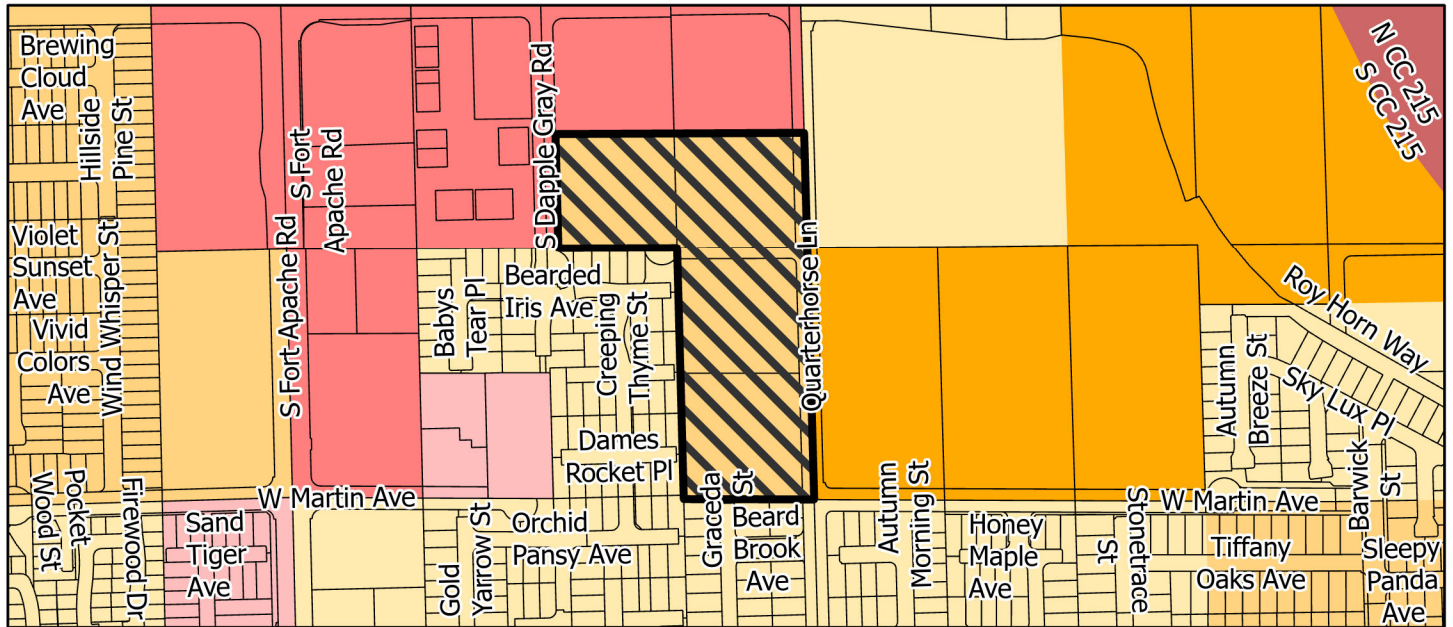 Brewing
Cloud
Ave
Hillside
Pine St
S Fort
Apache Rd
S Dapple Gray Rd
N CC 215
S CC 215
Violet
Sunset
Ave
Vivid
Colors
Ave
Wind Whisper St
S Fort Apache Rd
Babys
Tear Pl
Bearded
Iris Ave
Creeping
Thyme St
Quarterhorse Ln
Roy Horn Way
Autumn
Breeze St
Sky Lux Pl
Dames
Rocket Pl
Pocket
Wood St
Firewood Dr
W Martin Ave
Sand
Tiger
Ave
Gold
Yarrow St
Orchid
Pansy Ave
Graceda
St
Beard
Brook
Ave
Autumn
Morning St
Honey
Maple
Ave
Stonetrace
St
W Martin Ave
Tiffany
Oaks Ave
Barwick
St
Sleepy
Panda
Ave